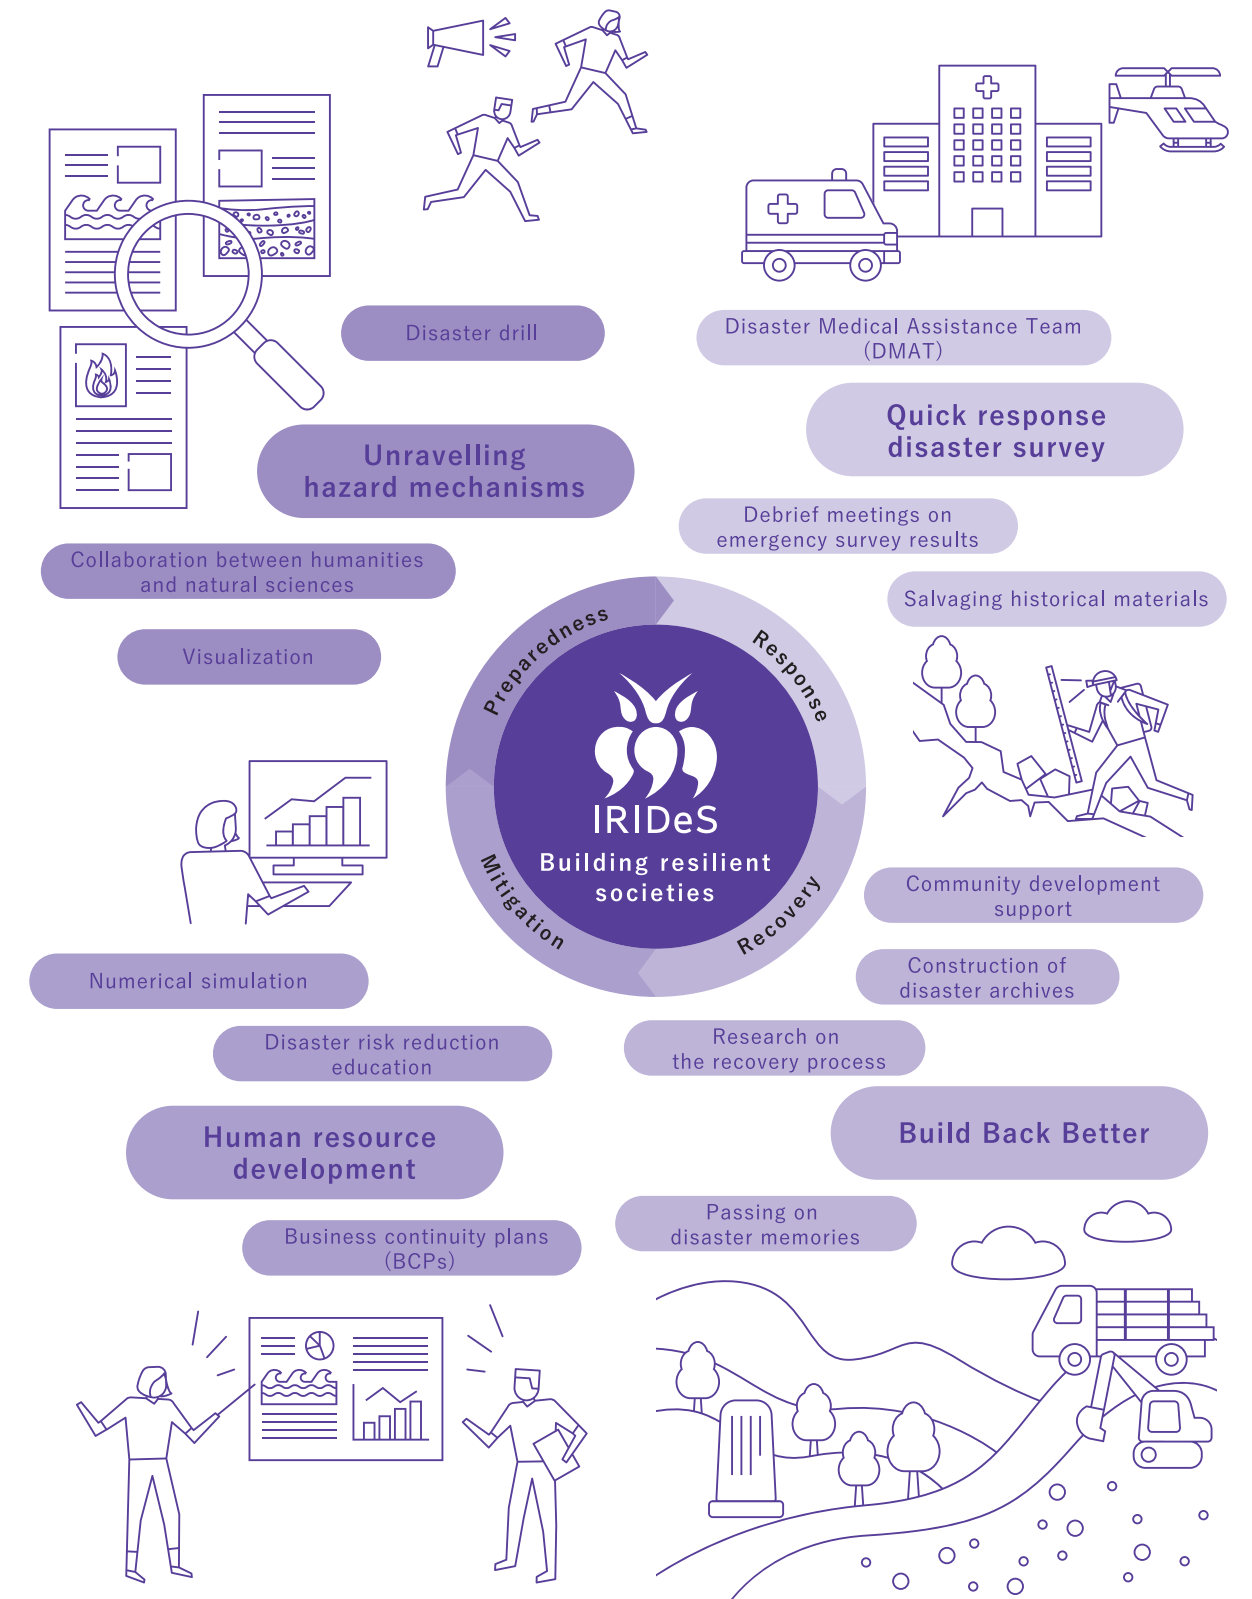 Disaster drill
Unravelling
hazard mechanisms
Collaboration between humanities
and natural sciences
Visualization
Disaster Medical Assistance Team
(DMAT)
Quick response
disaster survey
Debrief meetings on
emergency survey results
Salvaging historical materials
Preparedness
Response
Mitigation
Recovery
IRIDeS
Building resilient
societies
Numerical simulation
Disaster risk reduction
education
Human resource
development
Business continuity plans
(BCPs)
Community development
support
Construction of
disaster archives
Research on
the recovery process
Build Back Better
Passing on
disaster memories